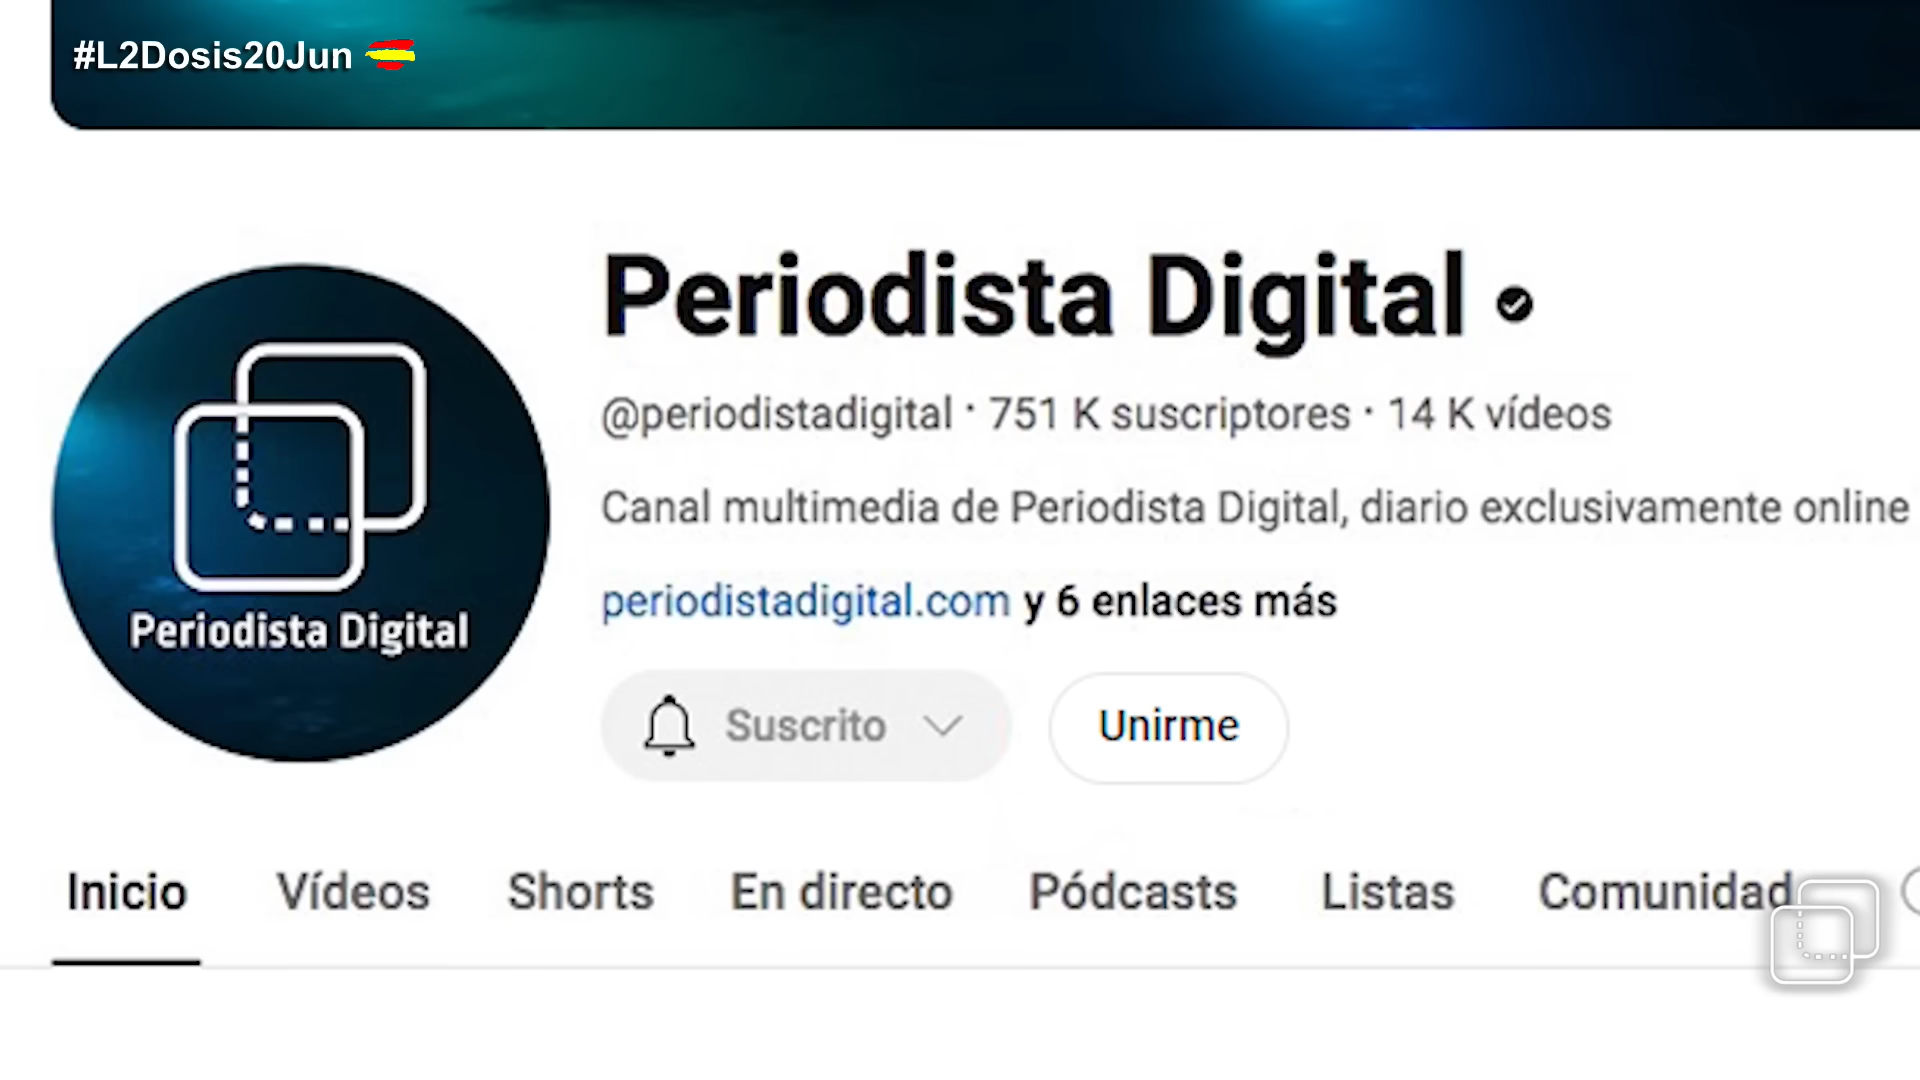 #L2Dosis20Jun
Periodista Digital
@periodistadigital · 751 K suscriptores · 14 K vídeos
Canal multimedia de Periodista Digital, diario exclusivamente online
periodistadigital.com y 6 enlaces más
Periodista Digital
Suscrito
Unirme
Inicio Vídeos Shorts En directo Pódcasts Listas Comunidad